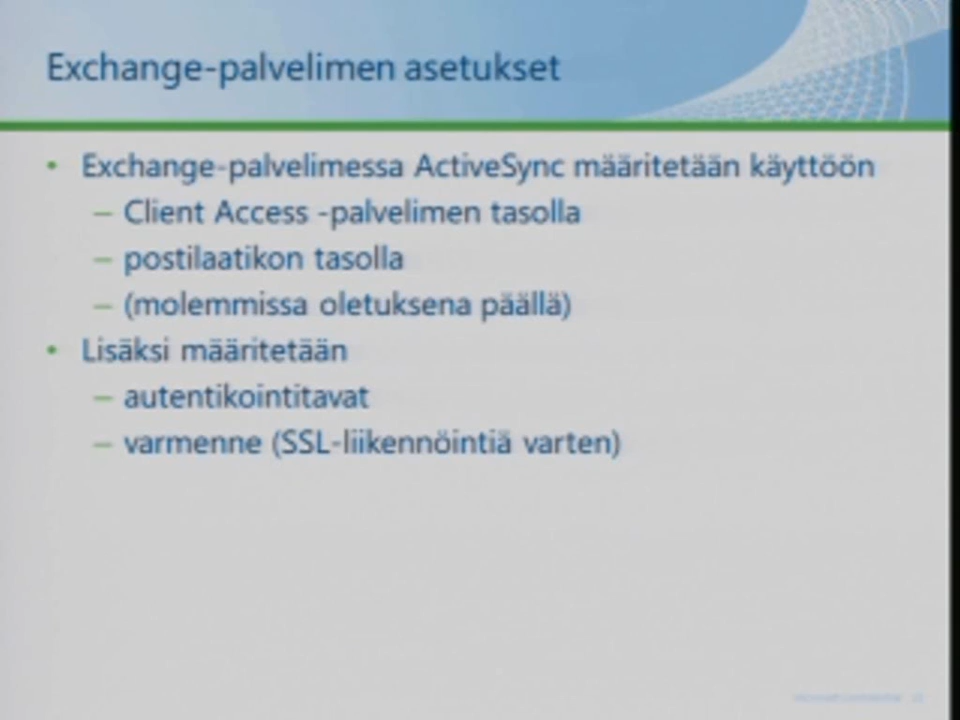 Exchange-palvelimen asetukset
• Exchange-palvelimessa ActiveSync määritetään käyttöön
– Client Access -palvelimen tasolla
– postilaatikon tasolla
– (molemmissa oletuksena päällä)
• Lisäksi määritetään
– autentikointitavat
– varmenne (SSL-liikennöintiä varten)